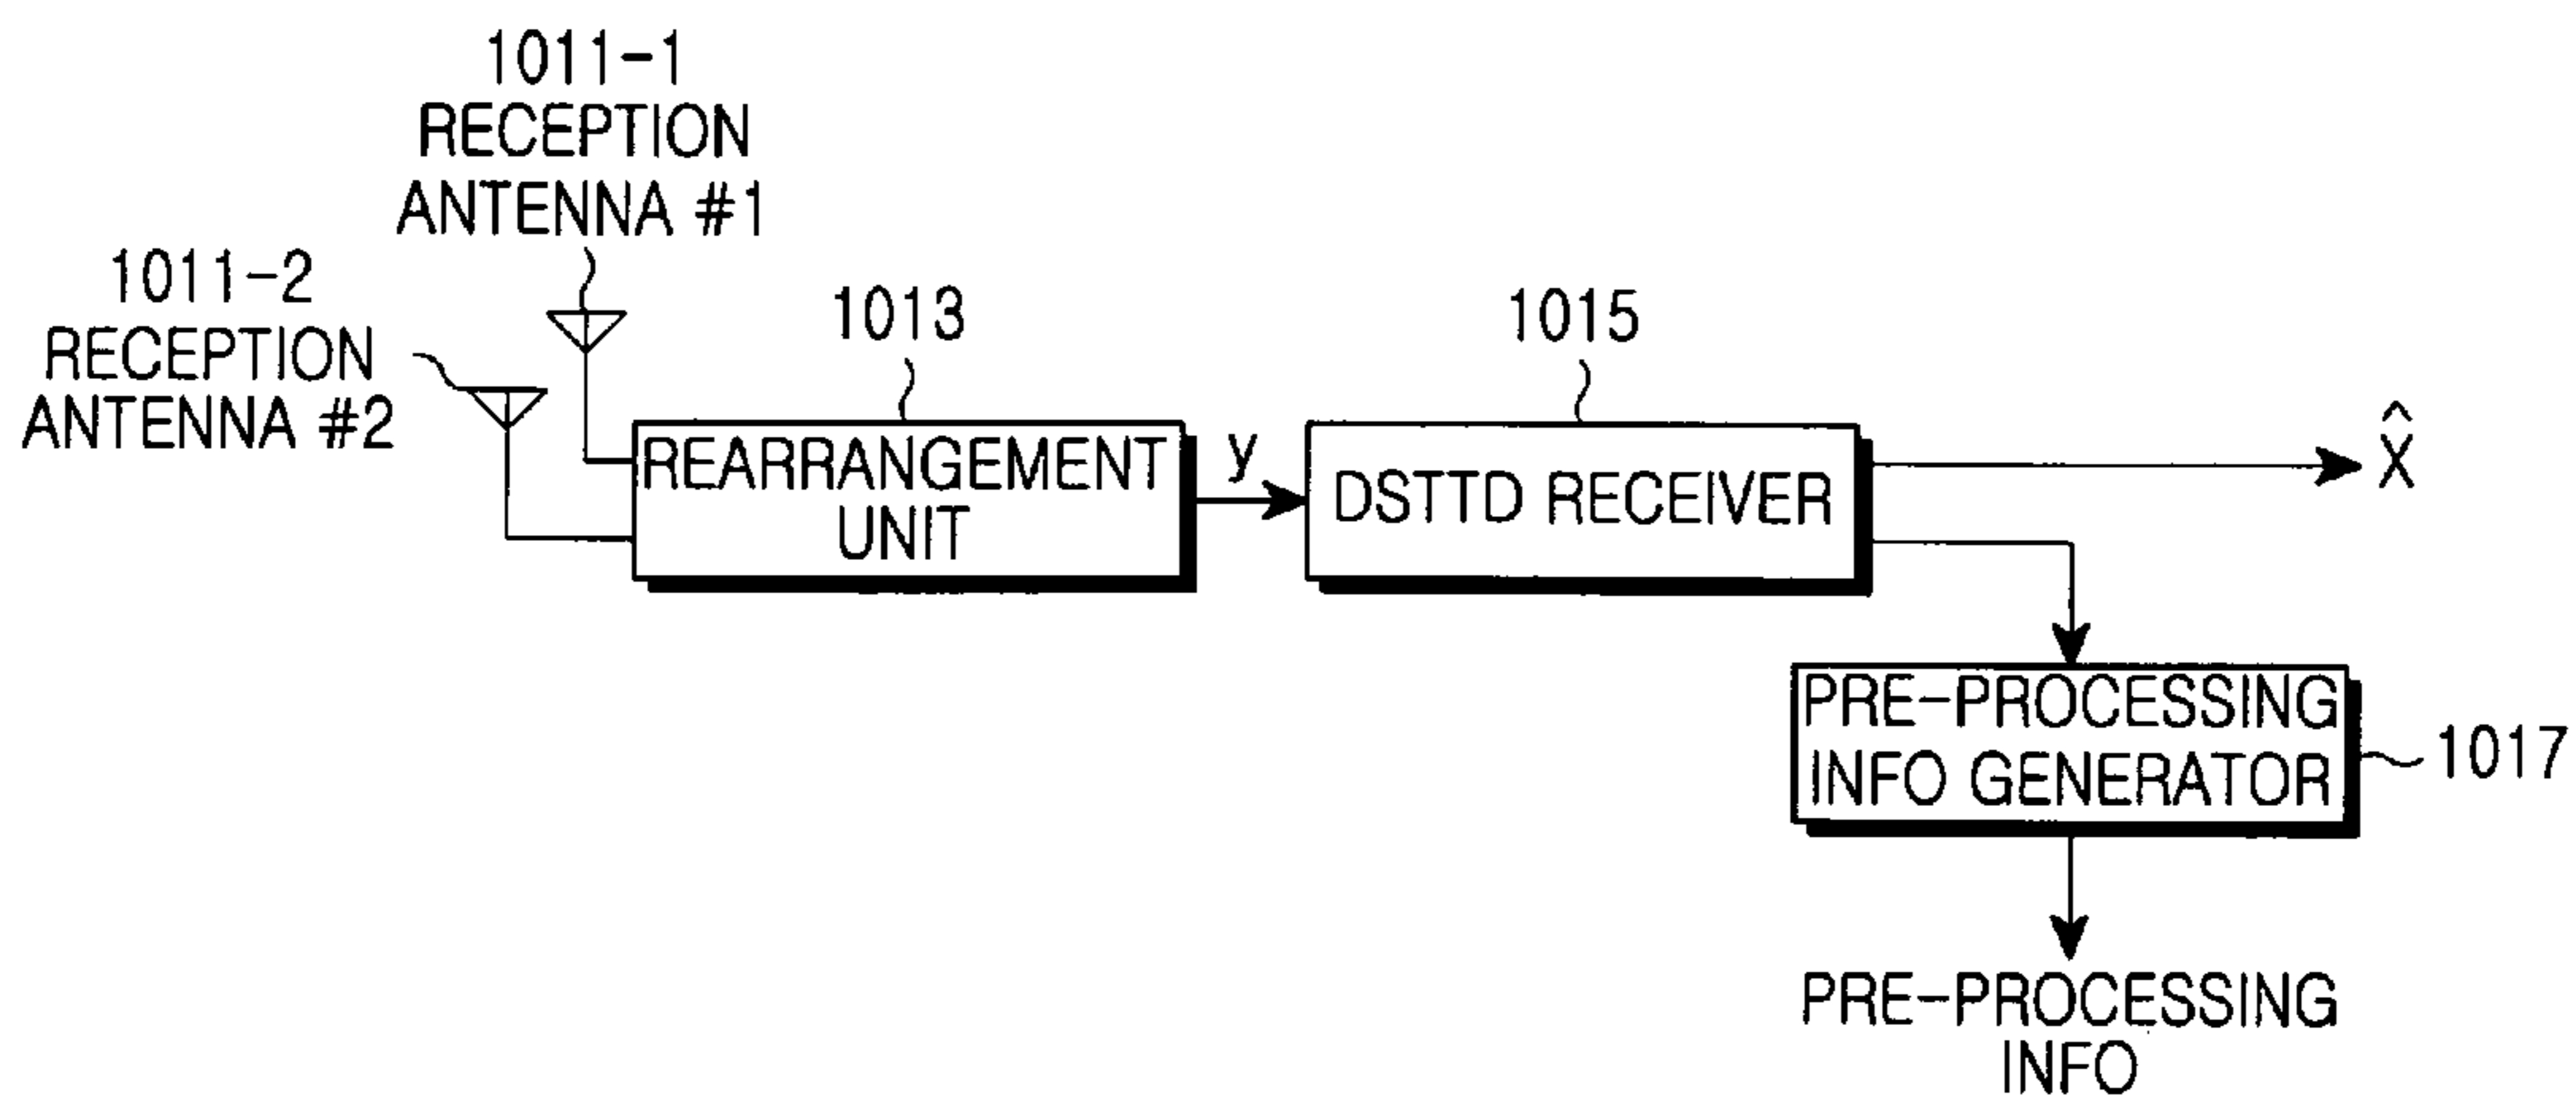 1011-1
RECEPTION
ANTENNA #1
1011-2
RECEPTION
ANTENNA #2
1013
REARRANGEMENT
UNIT
y
1015
DSTTD RECEIVER
x̂
PRE-PROCESSING
INFO GENERATOR
1017
PRE-PROCESSING
INFO